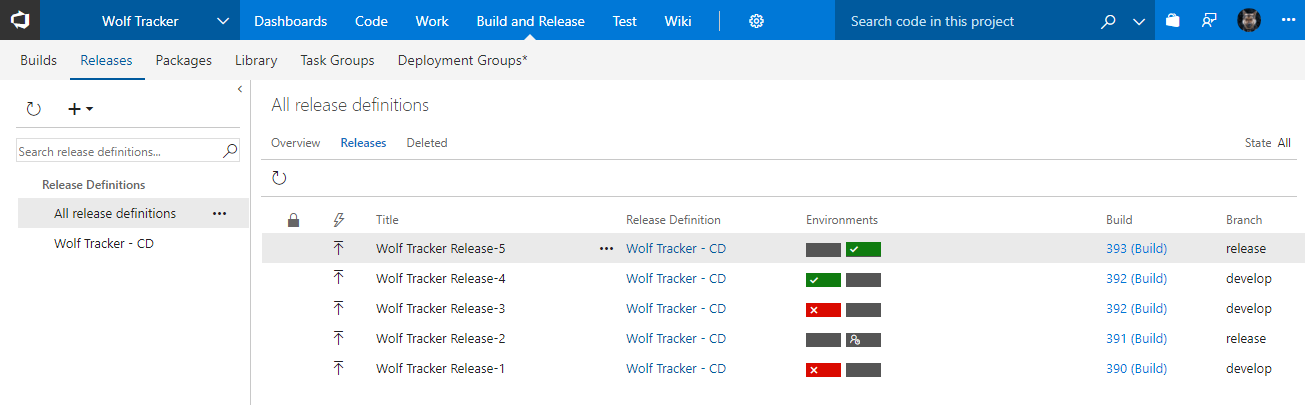 Wolf Tracker Dashboards Code Work Build and Release Test Wiki Search code in this project
Builds Releases Packages Library Task Groups Deployment Groups*
All release definitions
Overview Releases Deleted State All
Search release definitions...
Release Definitions
All release definitions
Wolf Tracker - CD
Title Release Definition Environments Build Branch
Wolf Tracker Release-5 Wolf Tracker - CD 393 (Build) release
Wolf Tracker Release-4 Wolf Tracker - CD 392 (Build) develop
Wolf Tracker Release-3 Wolf Tracker - CD 392 (Build) develop
Wolf Tracker Release-2 Wolf Tracker - CD 391 (Build) release
Wolf Tracker Release-1 Wolf Tracker - CD 390 (Build) develop